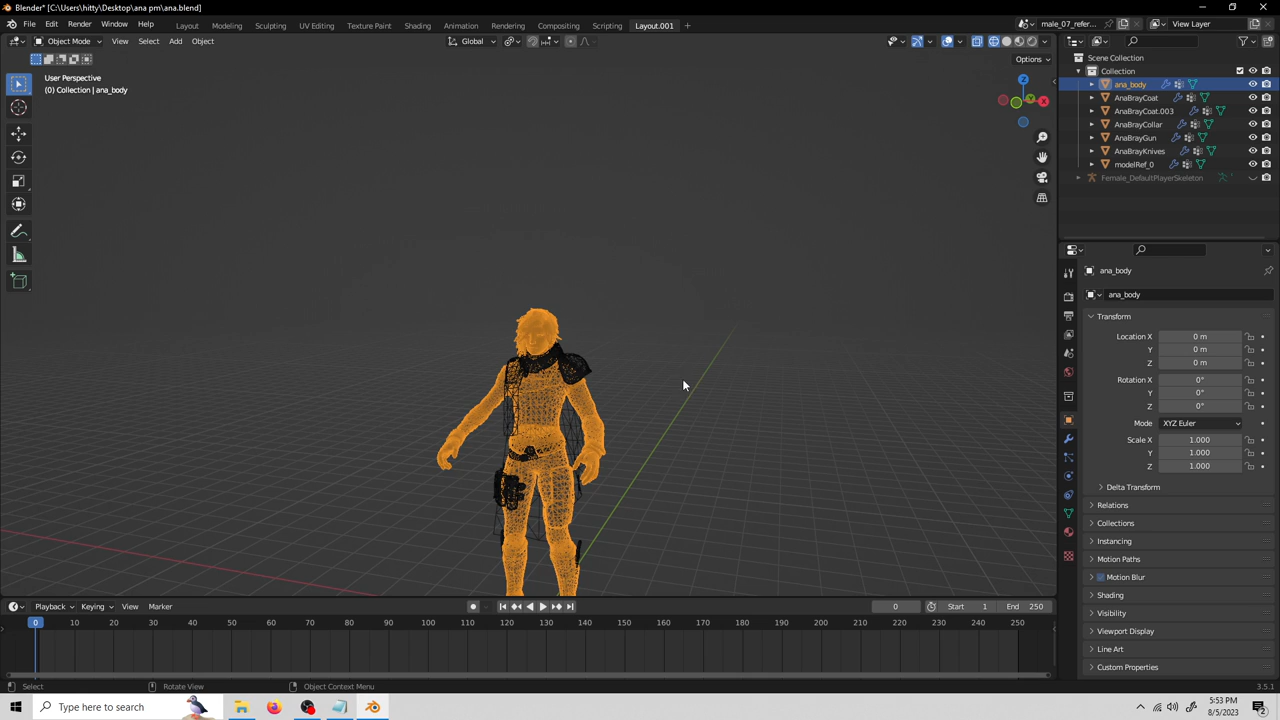 Blender* [C:\Users\hitty\Desktop\ana pm\ana.blend]
File Edit Render Window Help
Layout Modeling Sculpting UV Editing Texture Paint Shading Animation Rendering Compositing Scripting Layout.001 +
male_07_refer... View Layer
Object Mode View Select Add Object
Global
Options
User Perspective
(0) Collection | ana_body
Z
Y
X
Scene Collection
Collection
ana_body
AnaBrayCoat
AnaBrayCoat.003
AnaBrayCollar
AnaBrayGun
AnaBrayKnives
modelRef_0
Female_DefaultPlayerSkeleton
ana_body
ana_body
Transform
Location X 0 m
Y 0 m
Z 0 m
Rotation X 0°
Y 0°
Z 0°
Mode XYZ Euler
Scale X 1.000
Y 1.000
Z 1.000
Delta Transform
Relations
Collections
Instancing
Motion Paths
Motion Blur
Shading
Visibility
Viewport Display
Line Art
Custom Properties
Playback Keying View Marker
0 Start 1 End 250
0 10 20 30 40 50 60 70 80 90 100 110 120 130 140 150 160 170 180 190 200 210 220 230 240 250
Select Rotate View Object Context Menu
3.5.1
Type here to search
5:53 PM
8/5/2023
2